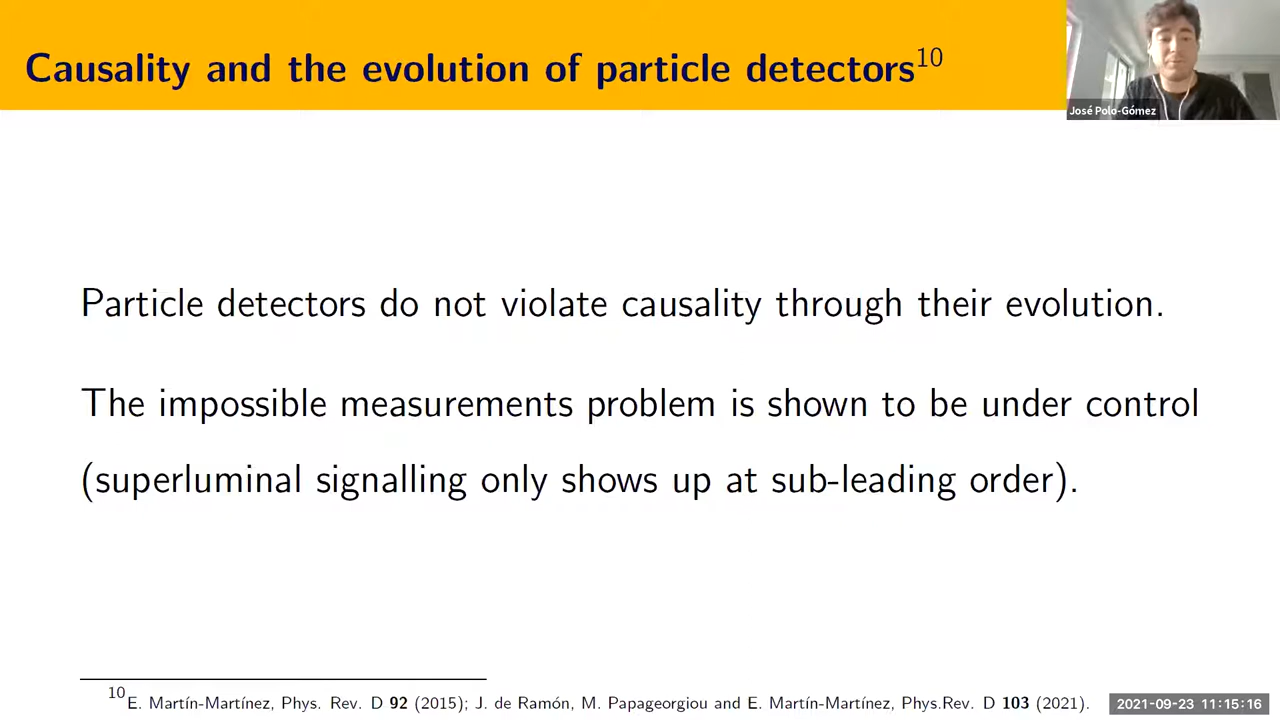 Causality and the evolution of particle detectors10
José Polo-Gómez
Particle detectors do not violate causality through their evolution.
The impossible measurements problem is shown to be under control
(superluminal signalling only shows up at sub-leading order).
10E. Martín-Martínez, Phys. Rev. D 92 (2015); J. de Ramón, M. Papageorgiou and E. Martín-Martínez, Phys.Rev. D 103 (2021).
2021-09-23 11:15:16